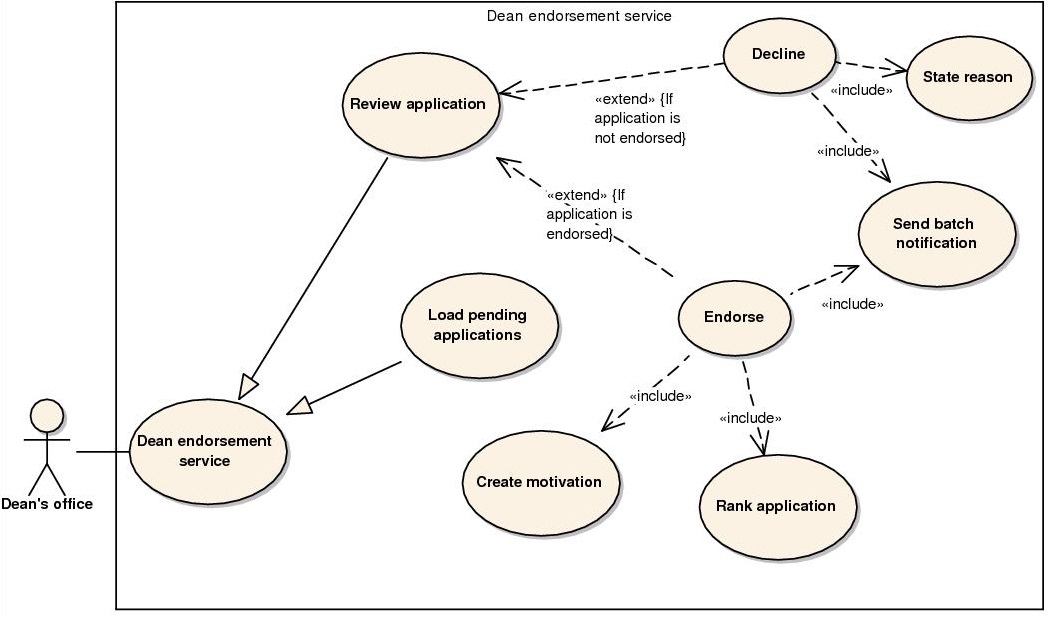 Dean endorsement service
Decline
State reason
«include»
Review application
«extend» {If
application is
not endorsed}
«include»
«extend» {If
application is
endorsed}
Send batch
notification
«include»
Load pending
applications
Endorse
«include»
«include»
Dean endorsement
service
Create motivation
Rank application
Dean's office